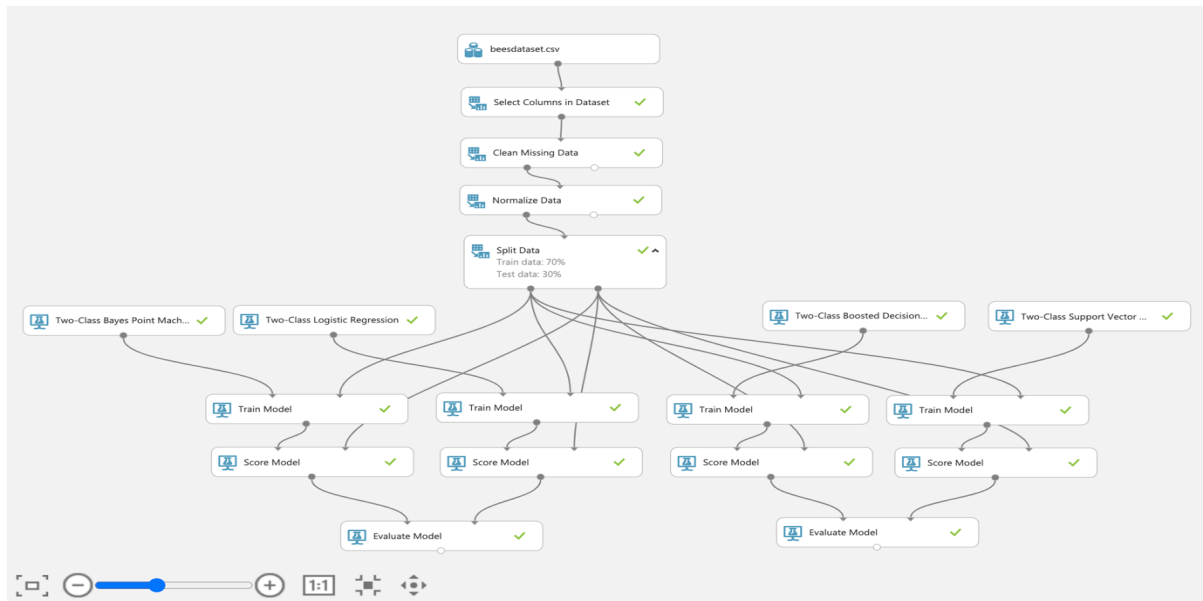 beesdataset.csv
Select Columns in Dataset
Clean Missing Data
Normalize Data
Split Data
Train data: 70%
Test data: 30%
Two-Class Bayes Point Mach...
Two-Class Logistic Regression
Two-Class Boosted Decision...
Two-Class Support Vector ...
Train Model
Train Model
Train Model
Train Model
Score Model
Score Model
Score Model
Score Model
Evaluate Model
Evaluate Model
1:1